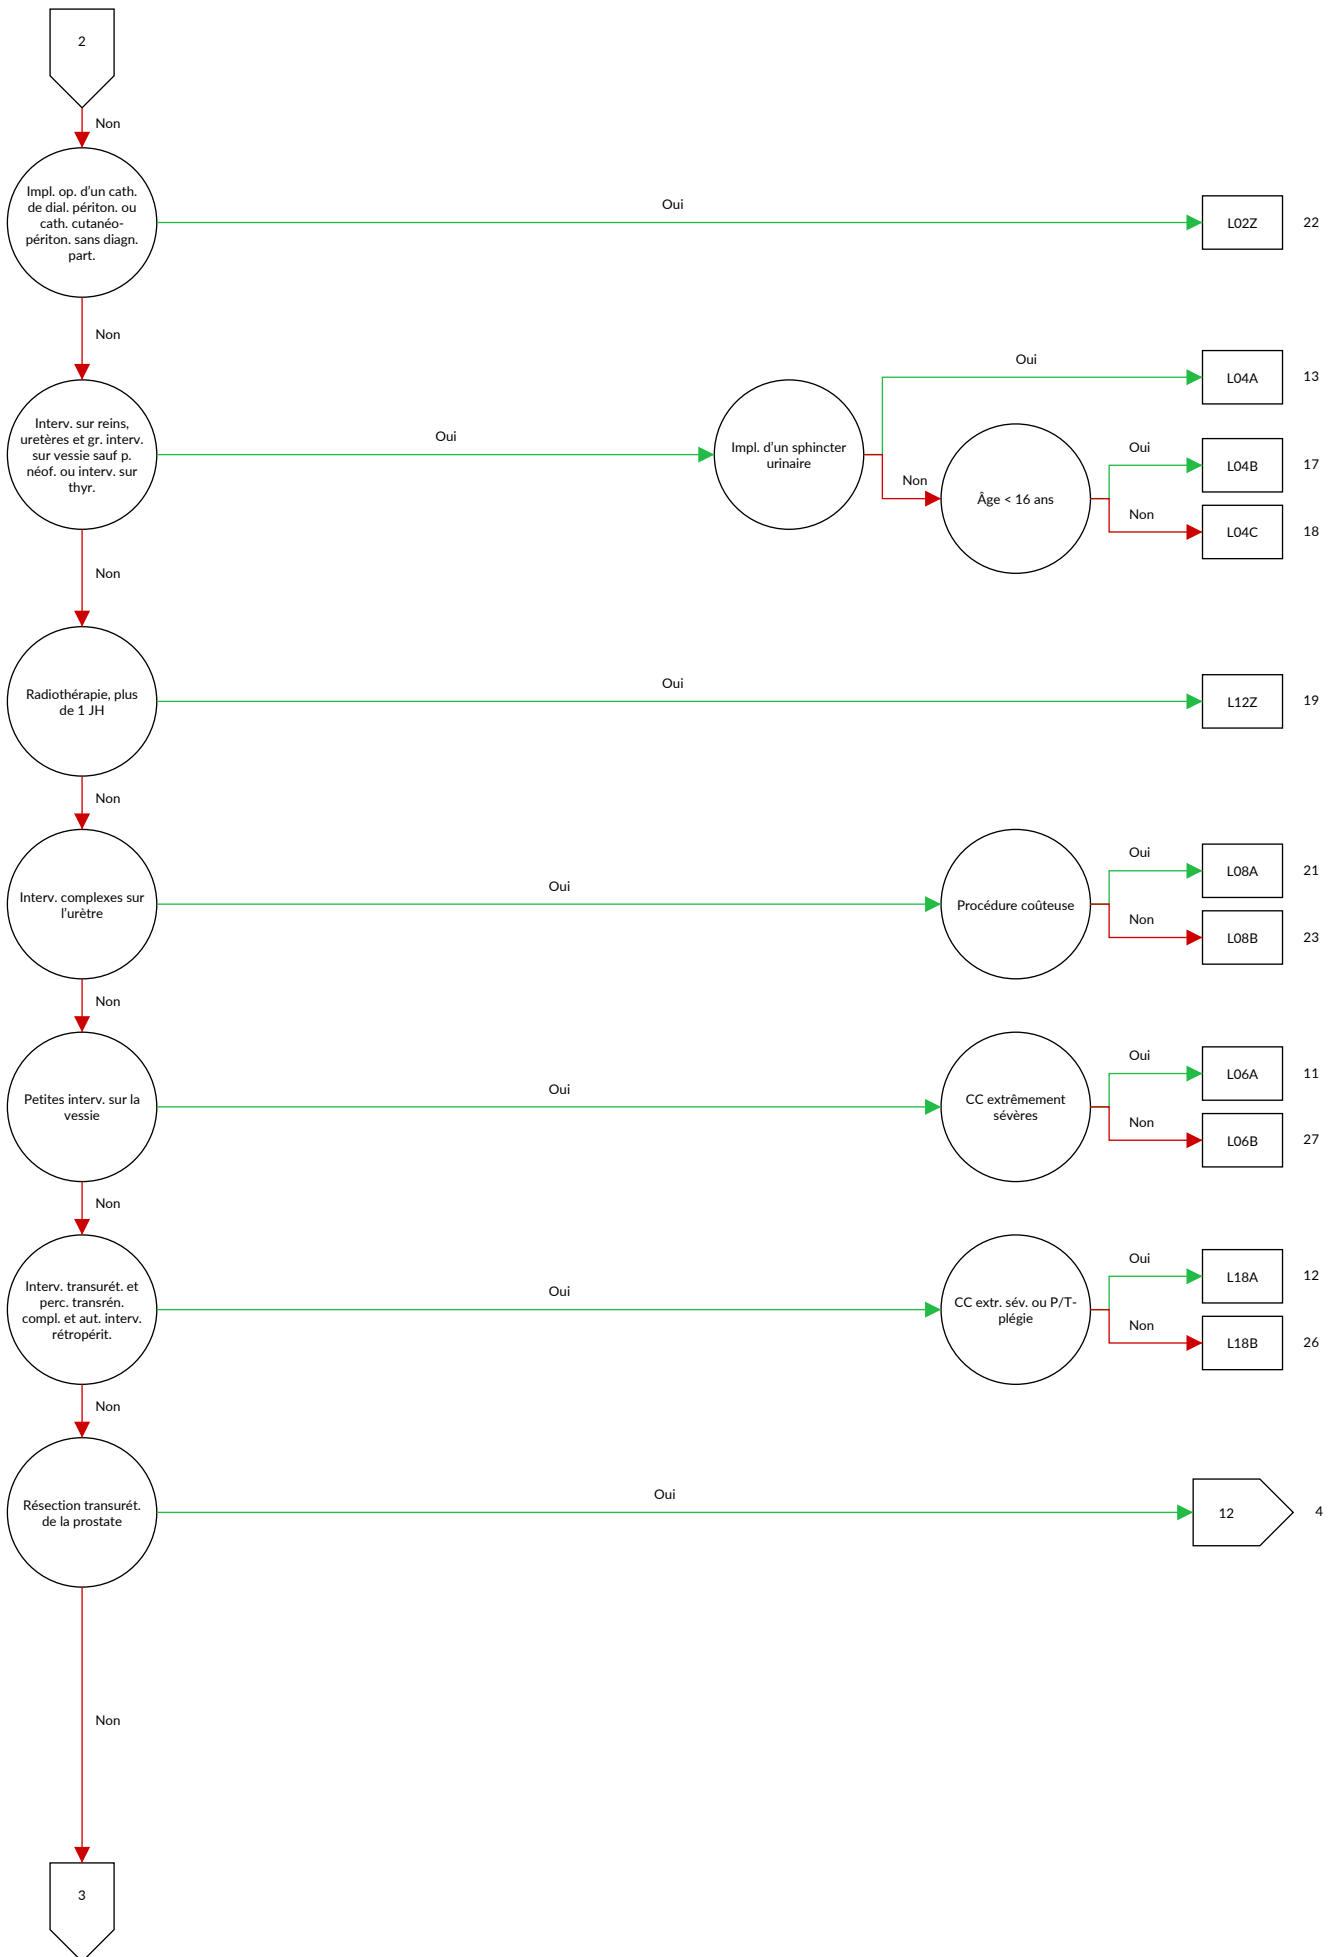 2
Non
Impl. op. d'un cath.
de dial. périton. ou
cath. cutanéo-
périton. sans diagn.
part.
Oui
L02Z
22
Non
Interv. sur reins,
uretères et gr. interv.
sur vessie sauf p.
néof. ou interv. sur
thyr.
Oui
Impl. d'un sphincter
urinaire
Oui
L04A
13
Non
Âge < 16 ans
Oui
L04B
17
Non
L04C
18
Non
Radiothérapie, plus
de 1 JH
Oui
L12Z
19
Non
Interv. complexes sur
l'urètre
Oui
Procédure coûteuse
Oui
L08A
21
Non
L08B
23
Non
Petites interv. sur la
vessie
Oui
CC extrêmement
sévères
Oui
L06A
11
Non
L06B
27
Non
Interv. transurét. et
perc. transrén.
compl. et aut. interv.
rétropérit.
Oui
CC extr. sév. ou P/T-
plégie
Oui
L18A
12
Non
L18B
26
Non
Résection transurét.
de la prostate
Oui
12
4
Non
3